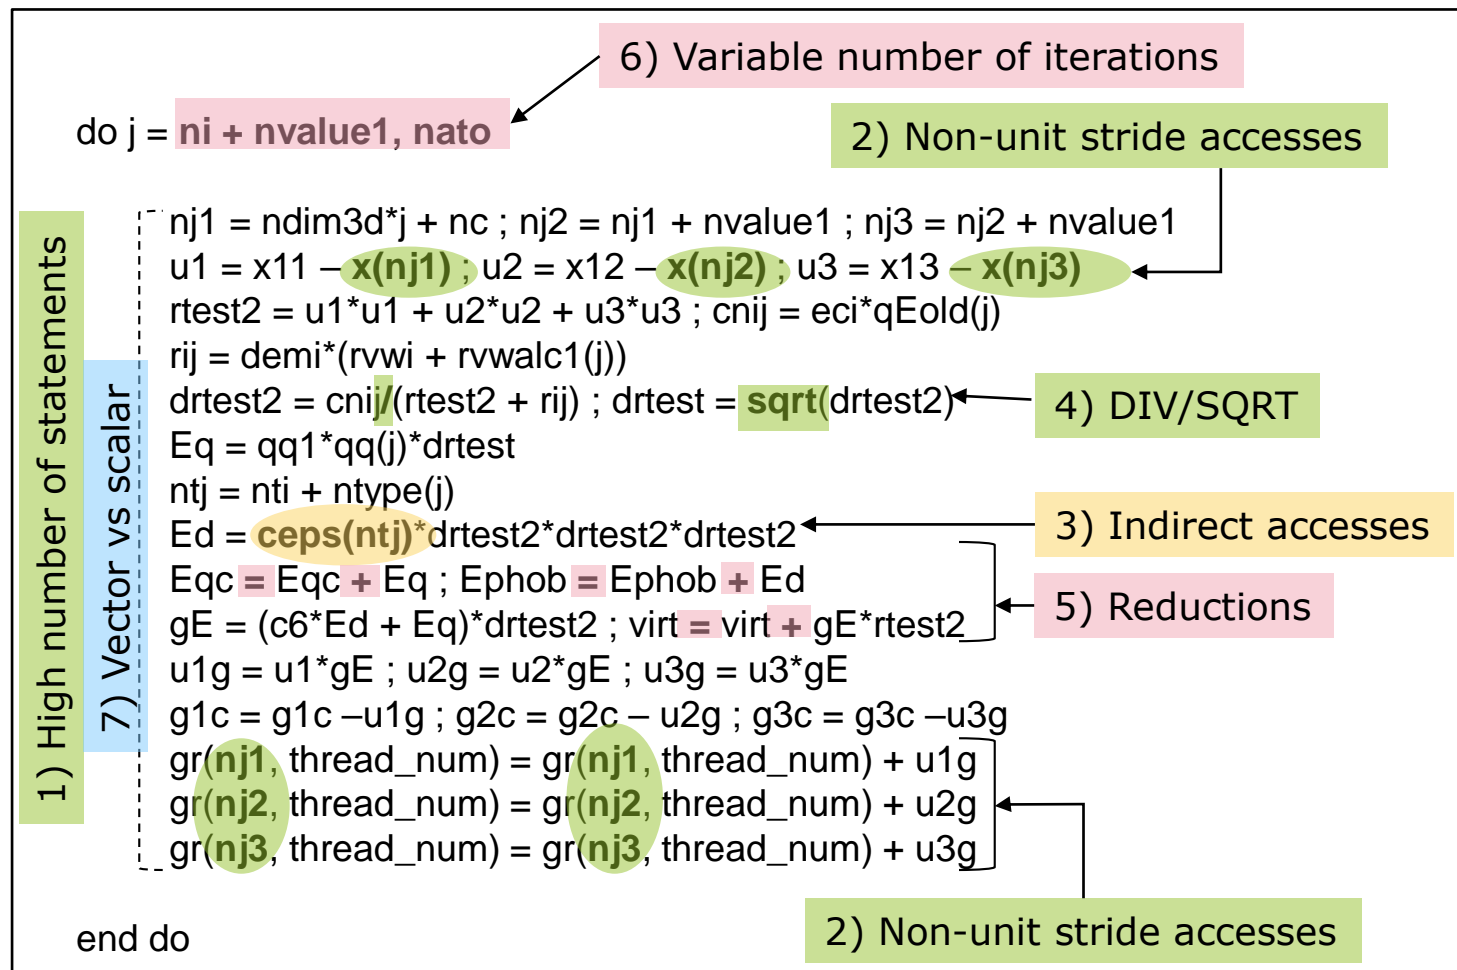 6) Variable number of iterations
do j = ni + nvalue1, nato
2) Non-unit stride accesses
1) High number of statements
7) Vector vs scalar
nj1 = ndim3d*j + nc ; nj2 = nj1 + nvalue1 ; nj3 = nj2 + nvalue1
u1 = x11 – x(nj1) ; u2 = x12 – x(nj2) ; u3 = x13 – x(nj3)
rtest2 = u1*u1 + u2*u2 + u3*u3 ; cnij = eci*qEold(j)
rij = demi*(rvwi + rvwalc1(j))
drtest2 = cnij/(rtest2 + rij) ; drtest = sqrt(drtest2)
4) DIV/SQRT
Eq = qq1*qq(j)*drtest
ntj = nti + ntype(j)
Ed = ceps(ntj)*drtest2*drtest2*drtest2
3) Indirect accesses
Eqc = Eqc + Eq ; Ephob = Ephob + Ed
5) Reductions
gE = (c6*Ed + Eq)*drtest2 ; virt = virt + gE*rtest2
u1g = u1*gE ; u2g = u2*gE ; u3g = u3*gE
g1c = g1c –u1g ; g2c = g2c – u2g ; g3c = g3c –u3g
gr(nj1, thread_num) = gr(nj1, thread_num) + u1g
gr(nj2, thread_num) = gr(nj2, thread_num) + u2g
gr(nj3, thread_num) = gr(nj3, thread_num) + u3g
2) Non-unit stride accesses
end do